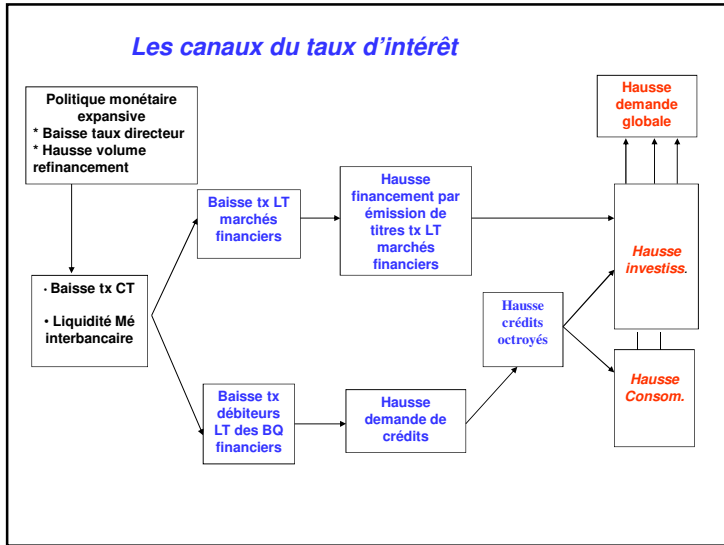 Les canaux du taux d'intérêt
Politique monétaire
expansive
* Baisse taux directeur
* Hausse volume
refinancement
Hausse
demande
globale
Baisse tx LT
marchés
financiers
Hausse
financement par
émission de
titres tx LT
marchés
financiers
Hausse
investiss.
• Baisse tx CT
• Liquidité Mé
interbancaire
Hausse
crédits
octroyés
Baisse tx
débiteurs
LT des BQ
financiers
Hausse
demande de
crédits
Hausse
Consom.